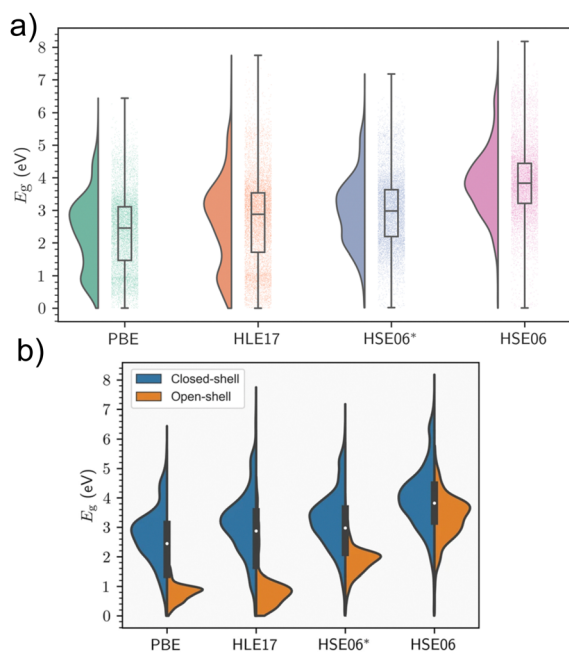 a)
8
7
6
5
4
3
2
1
0
E_g (eV)
PBE HLE17 HSE06* HSE06
b)
Closed-shell
Open-shell
8
7
6
5
4
3
2
1
0
E_g (eV)
PBE HLE17 HSE06* HSE06